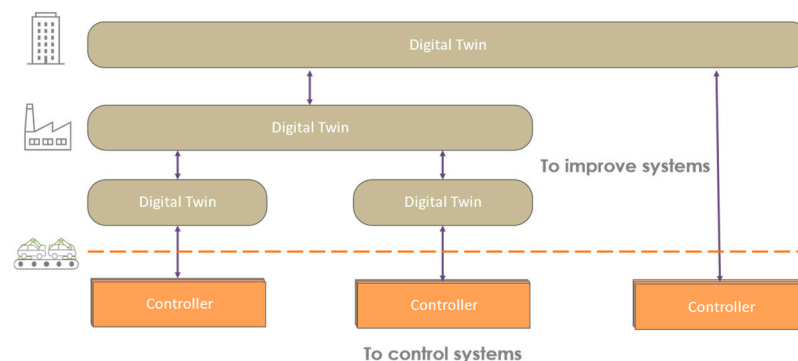 Digital Twin
Digital Twin
To improve systems
Digital Twin
Digital Twin
Controller
Controller
Controller
To control systems